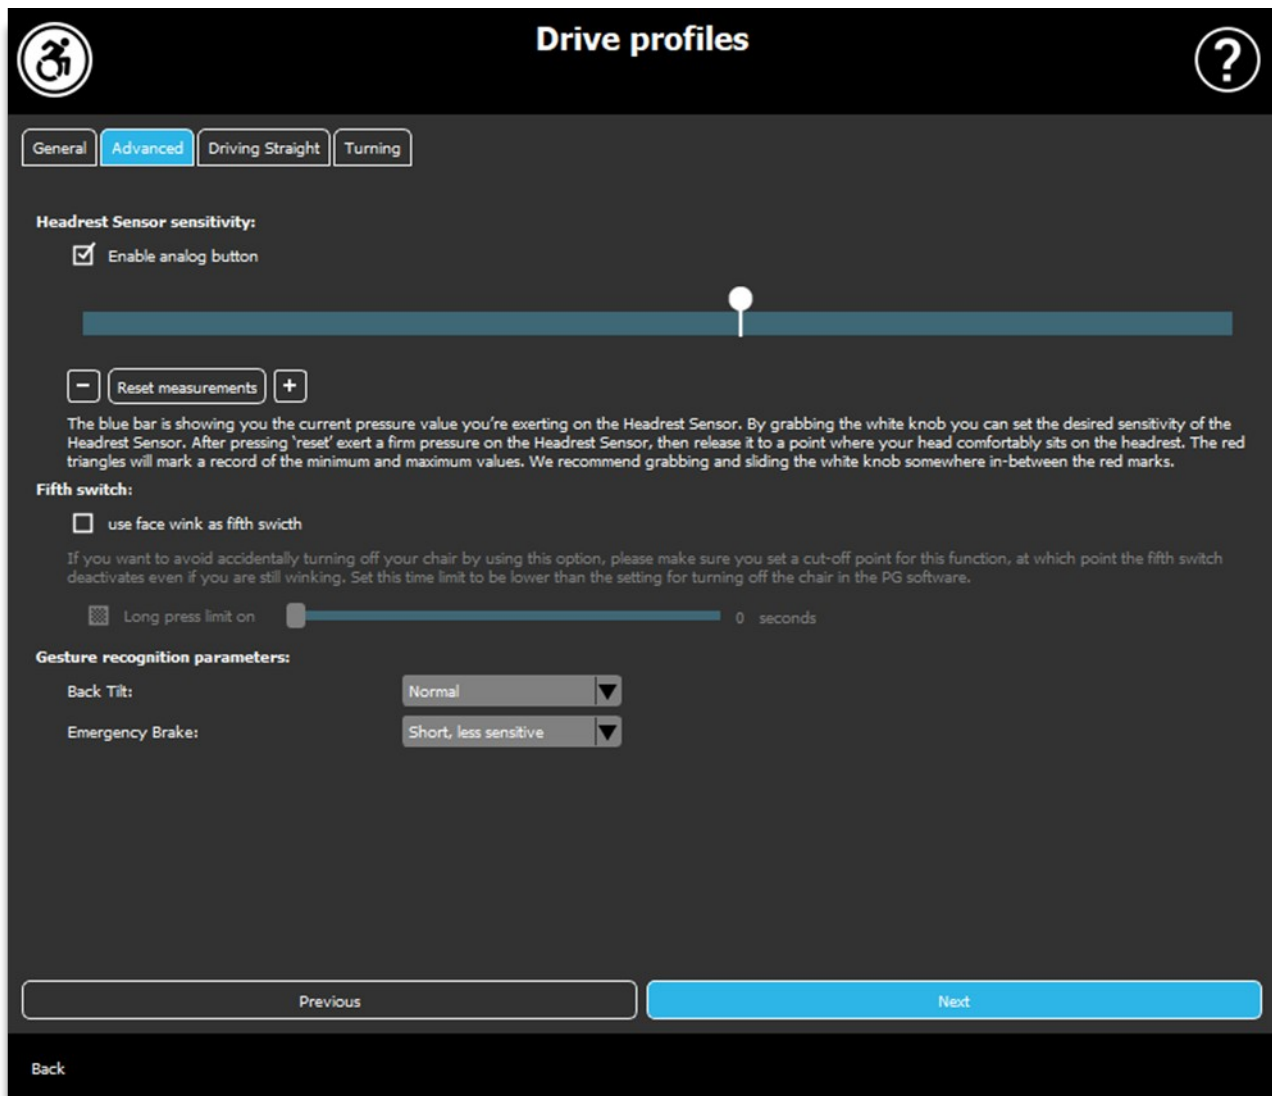 Drive profiles
?
General Advanced Driving Straight Turning
Headrest Sensor sensitivity:
Enable analog button
− Reset measurements +
The blue bar is showing you the current pressure value you're exerting on the Headrest Sensor. By grabbing the white knob you can set the desired sensitivity of the
Headrest Sensor. After pressing ‘reset’ exert a firm pressure on the Headrest Sensor, then release it to a point where your head comfortably sits on the headrest. The red
triangles will mark a record of the minimum and maximum values. We recommend grabbing and sliding the white knob somewhere in-between the red marks.
Fifth switch:
use face wink as fifth swicth
If you want to avoid accidentally turning off your chair by using this option, please make sure you set a cut-off point for this function, at which point the fifth switch
deactivates even if you are still winking. Set this time limit to be lower than the setting for turning off the chair in the PG software.
Long press limit on 0 seconds
Gesture recognition parameters:
Back Tilt: Normal
Emergency Brake: Short, less sensitive
Previous Next
Back